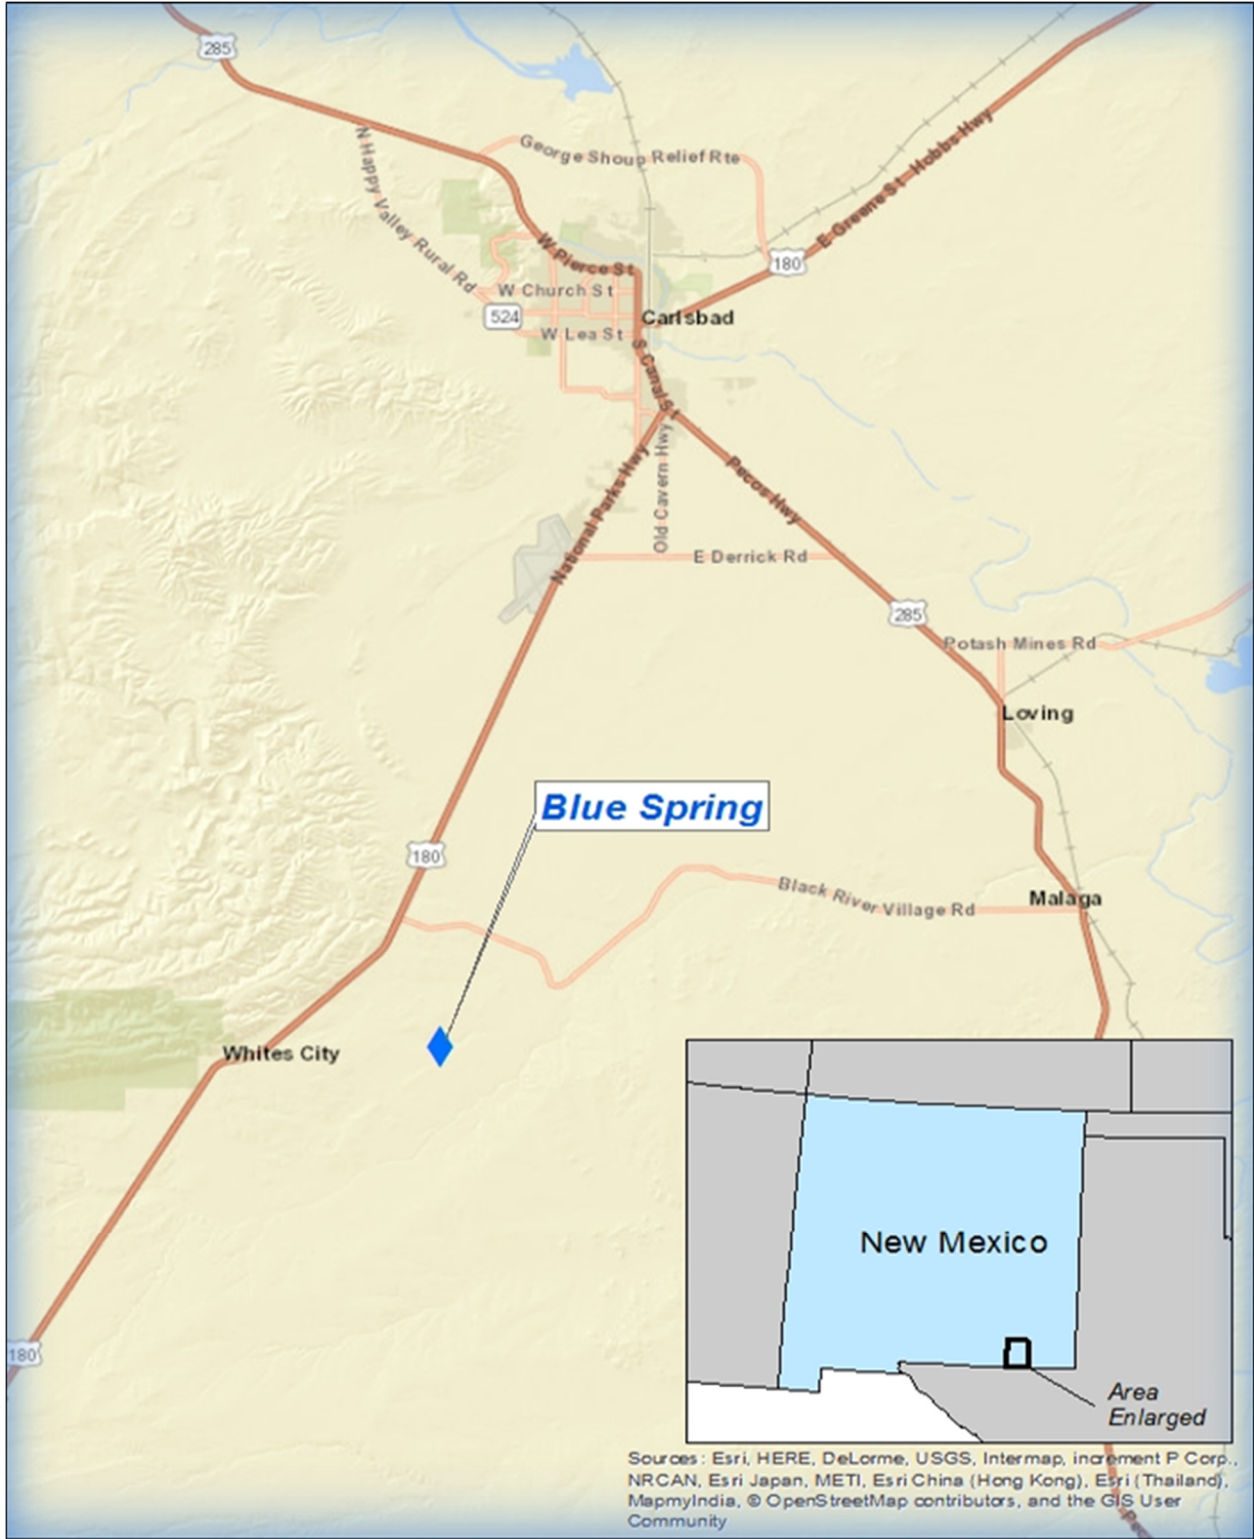 285
George Shoup Relief Rte
N Happy Valley Rural Rd
E Greene St Hobbs Hwy
180
W Pierce St
W Church St
524
Carlsbad
W Lea St
S Canal St
National Parks Hwy
Old Cavern Hwy
Pecos Hwy
E Derrick Rd
285
Potash Mines Rd
Loving
Blue Spring
180
Black River Village Rd
Malaga
Whites City
New Mexico
180
Area
Enlarged
Sources: Esri, HERE, DeLorme, USGS, Intermap, increment P Corp.,
NRCAN, Esri Japan, METI, Esri China (Hong Kong), Esri (Thailand),
MapmyIndia, © OpenStreetMap contributors, and the GIS User
Community